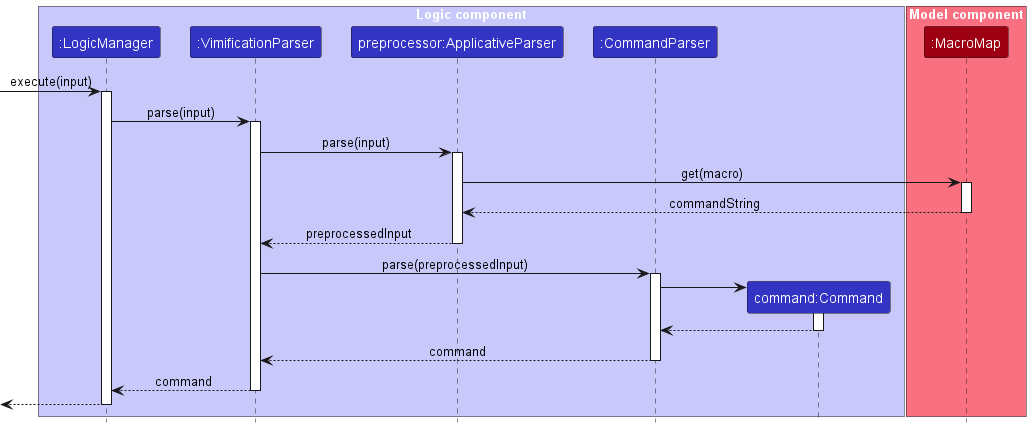 Logic component
Model component
:LogicManager
:VimificationParser
preprocessor:ApplicativeParser
:CommandParser
:MacroMap
execute(input)
parse(input)
parse(input)
get(macro)
commandString
preprocessedInput
parse(preprocessedInput)
command:Command
command
command